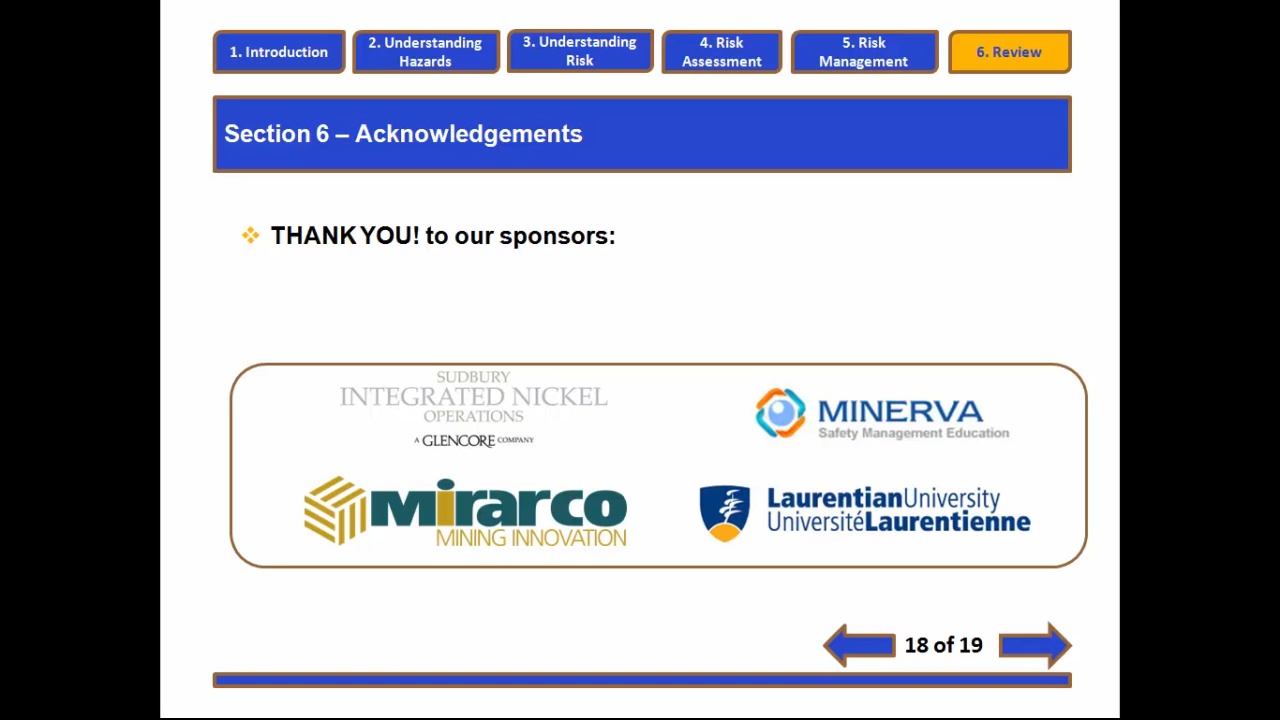 1. Introduction
2. Understanding
Hazards
3. Understanding
Risk
4. Risk
Assessment
5. Risk
Management
6. Review
Section 6 – Acknowledgements
THANK YOU! to our sponsors:
SUDBURY
INTEGRATED NICKEL
OPERATIONS
A GLENCORE COMPANY
MINERVA
Safety Management Education
Mirarco
MINING INNOVATION
LaurentianUniversity
UniversitéLaurentienne
18 of 19